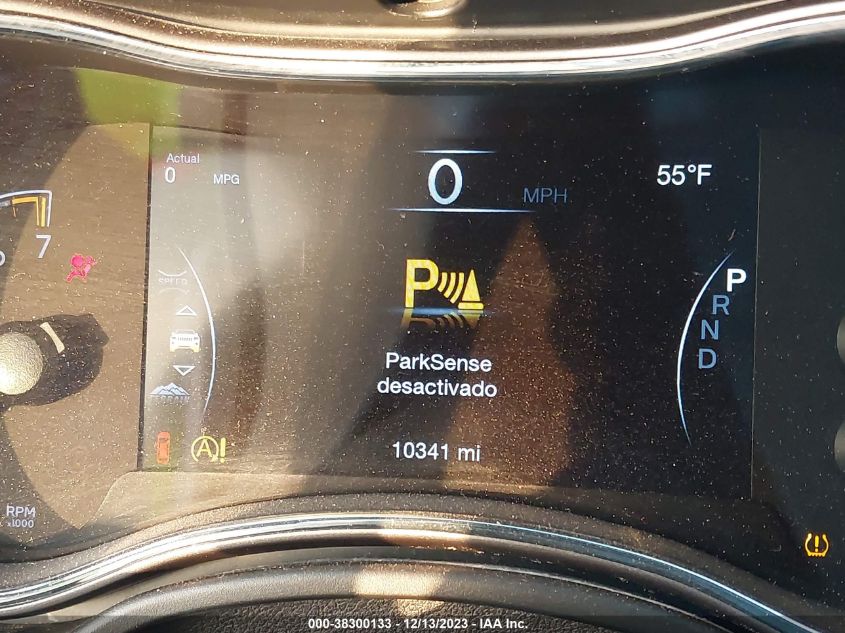 Actual
0 MPG
0 MPH
55°F
7
SPEED
P
R
N
D
P
ParkSense
desactivado
10341 mi
A!
RPM
x1000
000-38300133 - 12/13/2023 - IAA Inc.